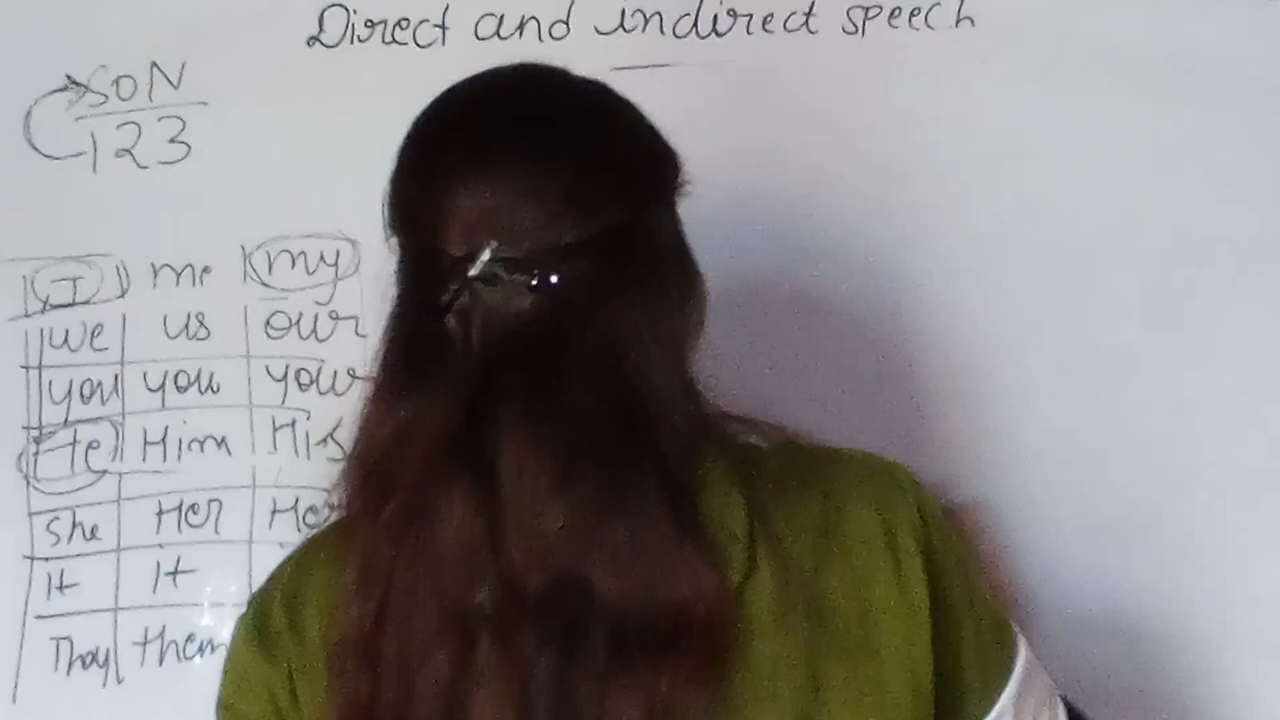 Direct and indirect speech
SON
123
I me my
we us our
you you your
He Him His
She Her Her
It It
They them